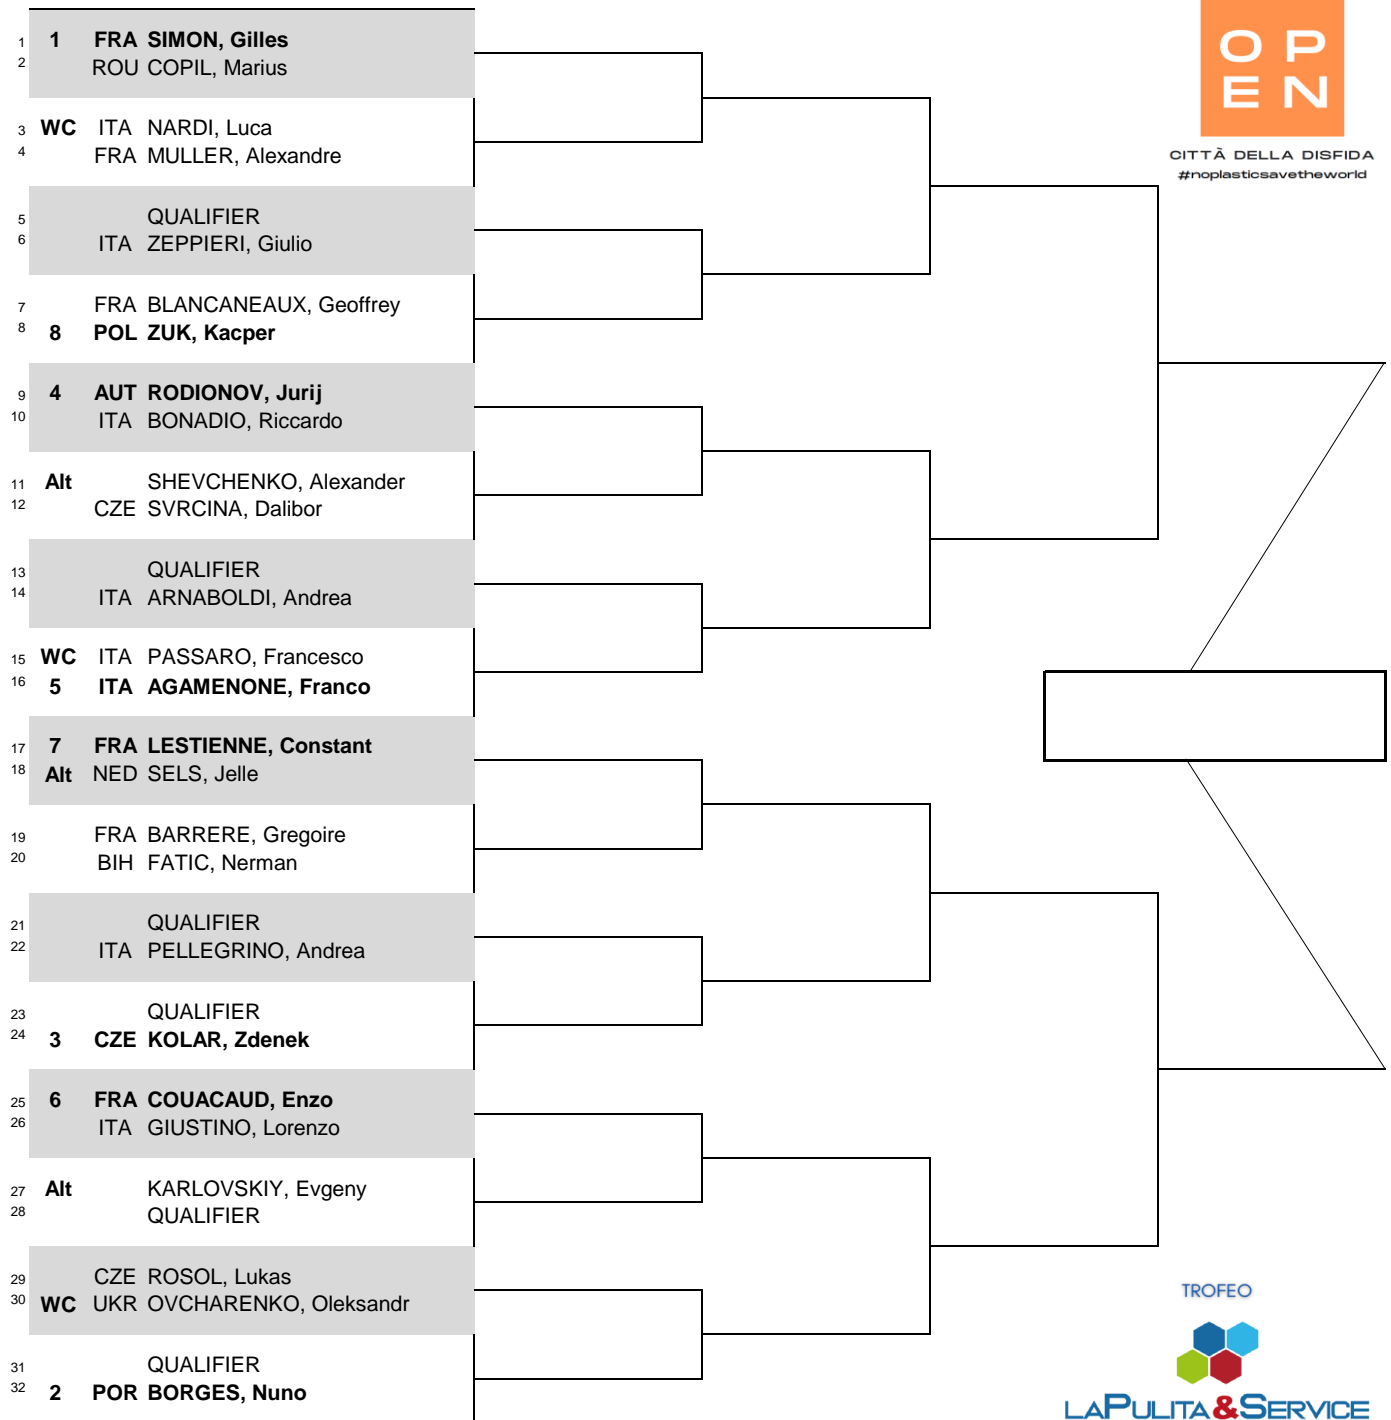 O P
E N
CITTÀ DELLA DISFIDA
#noplasticsavetheworld
1 1 FRA SIMON, Gilles
2 ROU COPIL, Marius
3 WC ITA NARDI, Luca
4 FRA MULLER, Alexandre
5 QUALIFIER
6 ITA ZEPPIERI, Giulio
7 FRA BLANCANEAUX, Geoffrey
8 8 POL ZUK, Kacper
9 4 AUT RODIONOV, Jurij
10 ITA BONADIO, Riccardo
11 Alt SHEVCHENKO, Alexander
12 CZE SVRCINA, Dalibor
13 QUALIFIER
14 ITA ARNABOLDI, Andrea
15 WC ITA PASSARO, Francesco
16 5 ITA AGAMENONE, Franco
17 7 FRA LESTIENNE, Constant
18 Alt NED SELS, Jelle
19 FRA BARRERE, Gregoire
20 BIH FATIC, Nerman
21 QUALIFIER
22 ITA PELLEGRINO, Andrea
23 QUALIFIER
24 3 CZE KOLAR, Zdenek
25 6 FRA COUACAUD, Enzo
26 ITA GIUSTINO, Lorenzo
27 Alt KARLOVSKIY, Evgeny
28 QUALIFIER
29 CZE ROSOL, Lukas
30 WC UKR OVCHARENKO, Oleksandr
31 QUALIFIER
32 2 POR BORGES, Nuno
TROFEO
LAPULITA&SERVICE